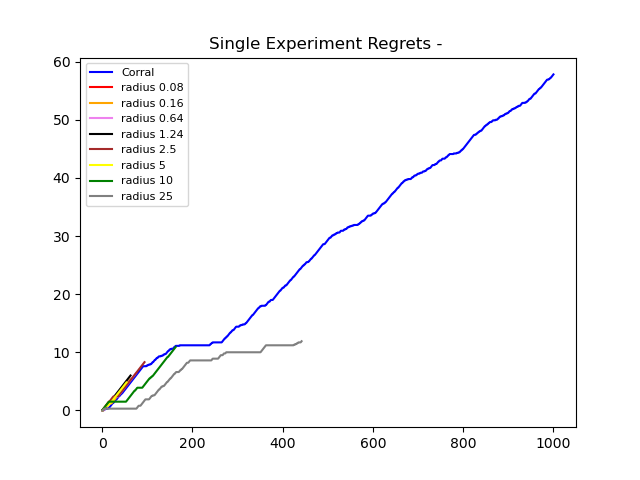 Single Experiment Regrets -
60
50
40
30
20
10
0
Corral
radius 0.08
radius 0.16
radius 0.64
radius 1.24
radius 2.5
radius 5
radius 10
radius 25
0 200 400 600 800 1000